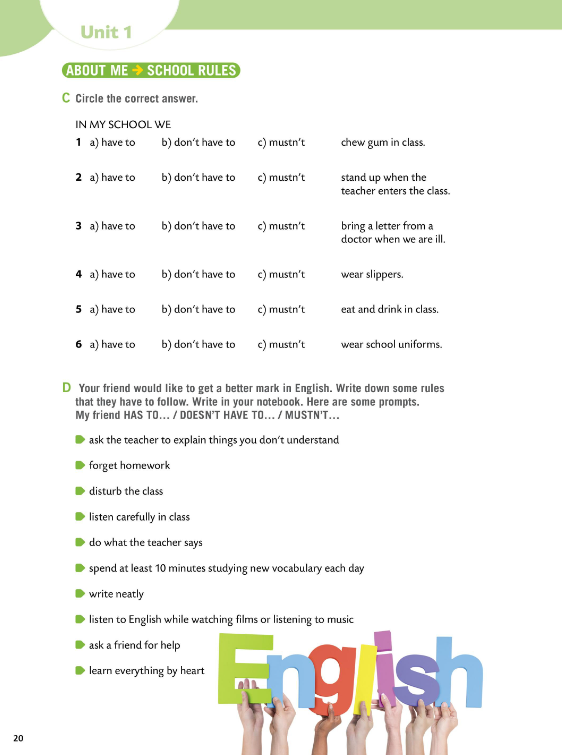 Unit 1
ABOUT ME → SCHOOL RULES
C Circle the correct answer.
IN MY SCHOOL WE
1 a) have to b) don't have to c) mustn't chew gum in class.
2 a) have to b) don't have to c) mustn't stand up when the
teacher enters the class.
3 a) have to b) don't have to c) mustn't bring a letter from a
doctor when we are ill.
4 a) have to b) don't have to c) mustn't wear slippers.
5 a) have to b) don't have to c) mustn't eat and drink in class.
6 a) have to b) don't have to c) mustn't wear school uniforms.
D Your friend would like to get a better mark in English. Write down some rules
that they have to follow. Write in your notebook. Here are some prompts.
My friend HAS TO... / DOESN'T HAVE TO... / MUSTN'T...
ask the teacher to explain things you don't understand
forget homework
disturb the class
listen carefully in class
do what the teacher says
spend at least 10 minutes studying new vocabulary each day
write neatly
listen to English while watching films or listening to music
ask a friend for help
learn everything by heart
English
20